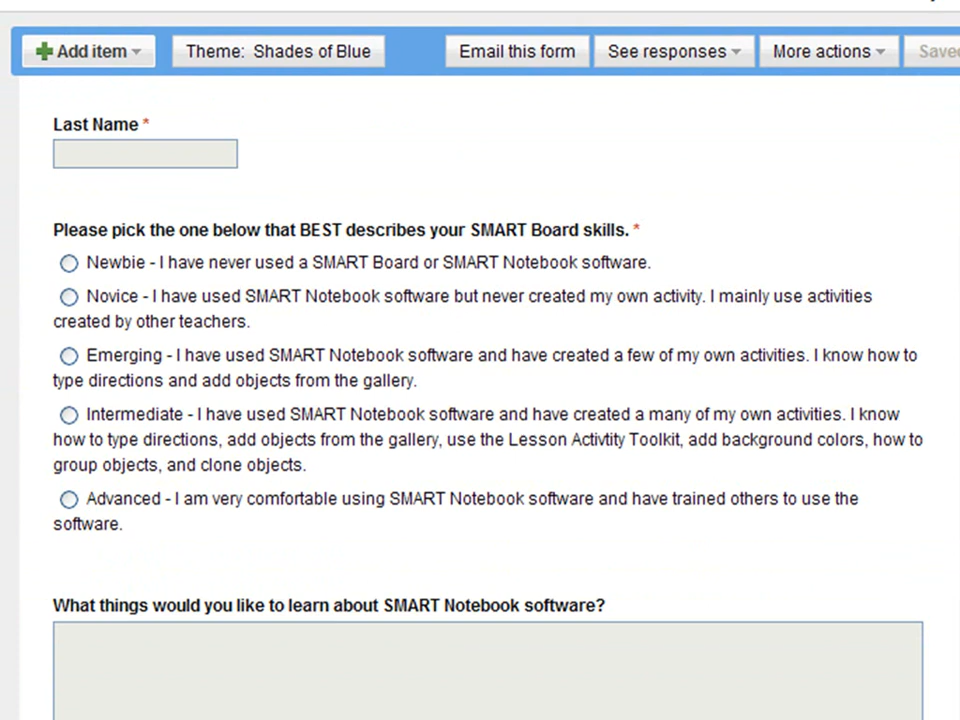 Add item
Theme: Shades of Blue
Email this form
See responses
More actions
Last Name *
Please pick the one below that BEST describes your SMART Board skills. *
Newbie - I have never used a SMART Board or SMART Notebook software.
Novice - I have used SMART Notebook software but never created my own activity. I mainly use activities
created by other teachers.
Emerging - I have used SMART Notebook software and have created a few of my own activities. I know how to
type directions and add objects from the gallery.
Intermediate - I have used SMART Notebook software and have created a many of my own activities. I know
how to type directions, add objects from the gallery, use the Lesson Activtity Toolkit, add background colors, how to
group objects, and clone objects.
Advanced - I am very comfortable using SMART Notebook software and have trained others to use the
software.
What things would you like to learn about SMART Notebook software?